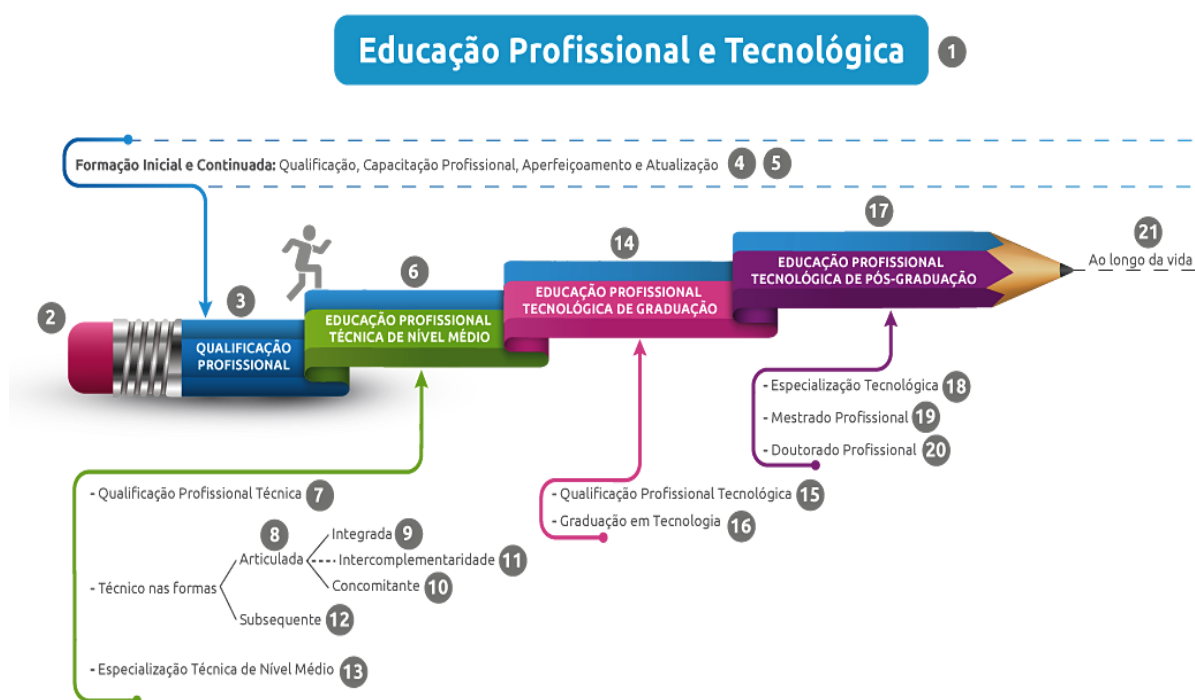 Educação Profissional e Tecnológica 1
Formação Inicial e Continuada: Qualificação, Capacitação Profissional, Aperfeiçoamento e Atualização 4 5
2
3
QUALIFICAÇÃO
PROFISSIONAL
6
EDUCAÇÃO PROFISSIONAL
TÉCNICA DE NÍVEL MÉDIO
14
EDUCAÇÃO PROFISSIONAL
TECNOLÓGICA DE GRADUAÇÃO
17
EDUCAÇÃO PROFISSIONAL
TECNOLÓGICA DE PÓS-GRADUAÇÃO
21
Ao longo da vida
- Qualificação Profissional Técnica 7
- Técnico nas formas
8
Articulada
Integrada 9
Intercomplementaridade 11
Concomitante 10
Subsequente 12
- Especialização Técnica de Nível Médio 13
- Qualificação Profissional Tecnológica 15
- Graduação em Tecnologia 16
- Especialização Tecnológica 18
- Mestrado Profissional 19
- Doutorado Profissional 20